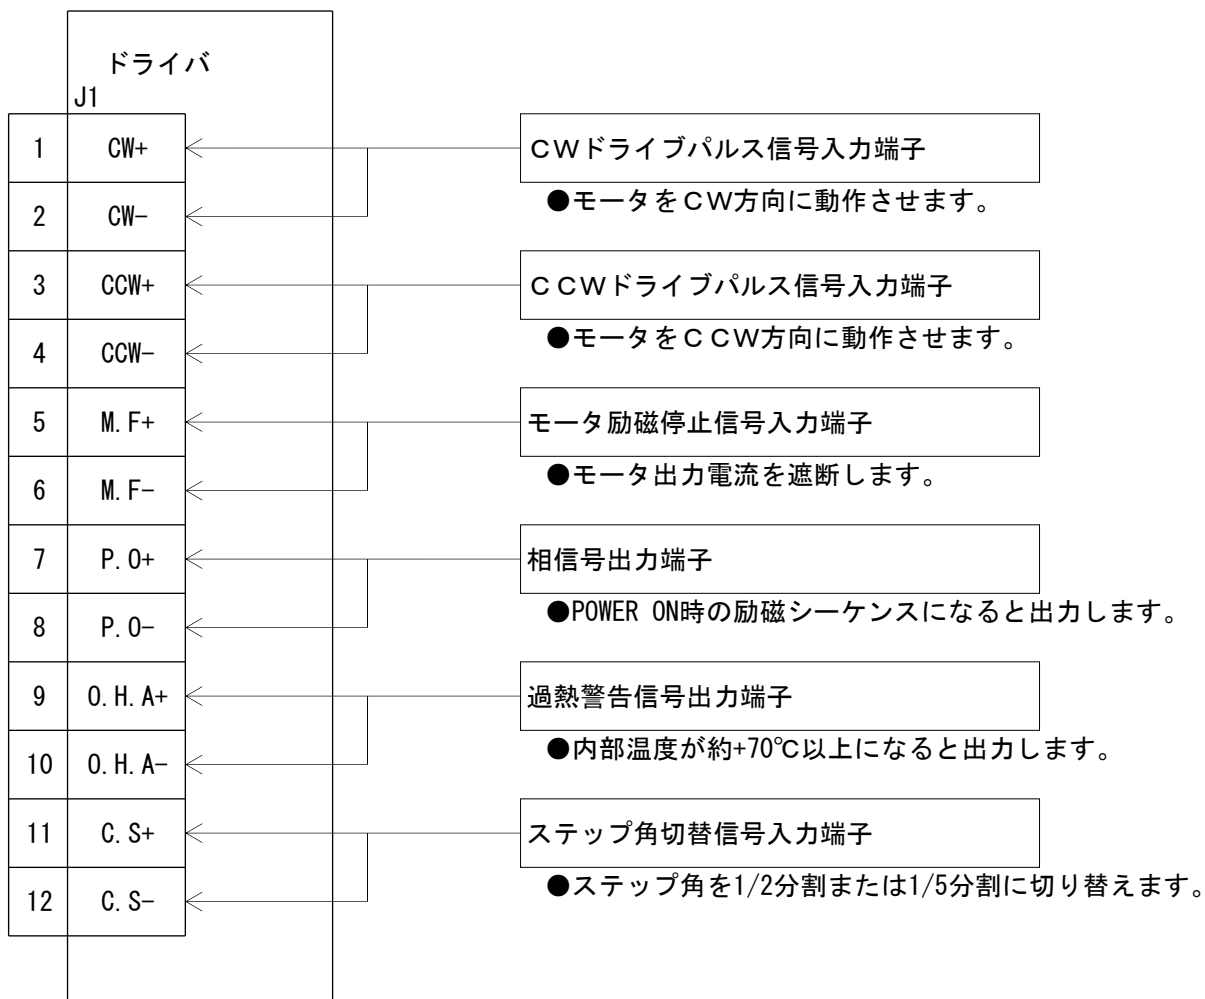 ドライバ
J1
1 CW+ CWドライブパルス信号入力端子
●モータをCW方向に動作させます。
2 CW-
3 CCW+ CCWドライブパルス信号入力端子
●モータをCCW方向に動作させます。
4 CCW-
5 M.F+ モータ励磁停止信号入力端子
●モータ出力電流を遮断します。
6 M.F-
7 P.O+ 相信号出力端子
●POWER ON時の励磁シーケンスになると出力します。
8 P.O-
9 O.H.A+ 過熱警告信号出力端子
●内部温度が約+70℃以上になると出力します。
10 O.H.A-
11 C.S+ ステップ角切替信号入力端子
●ステップ角を1/2分割または1/5分割に切り替えます。
12 C.S-